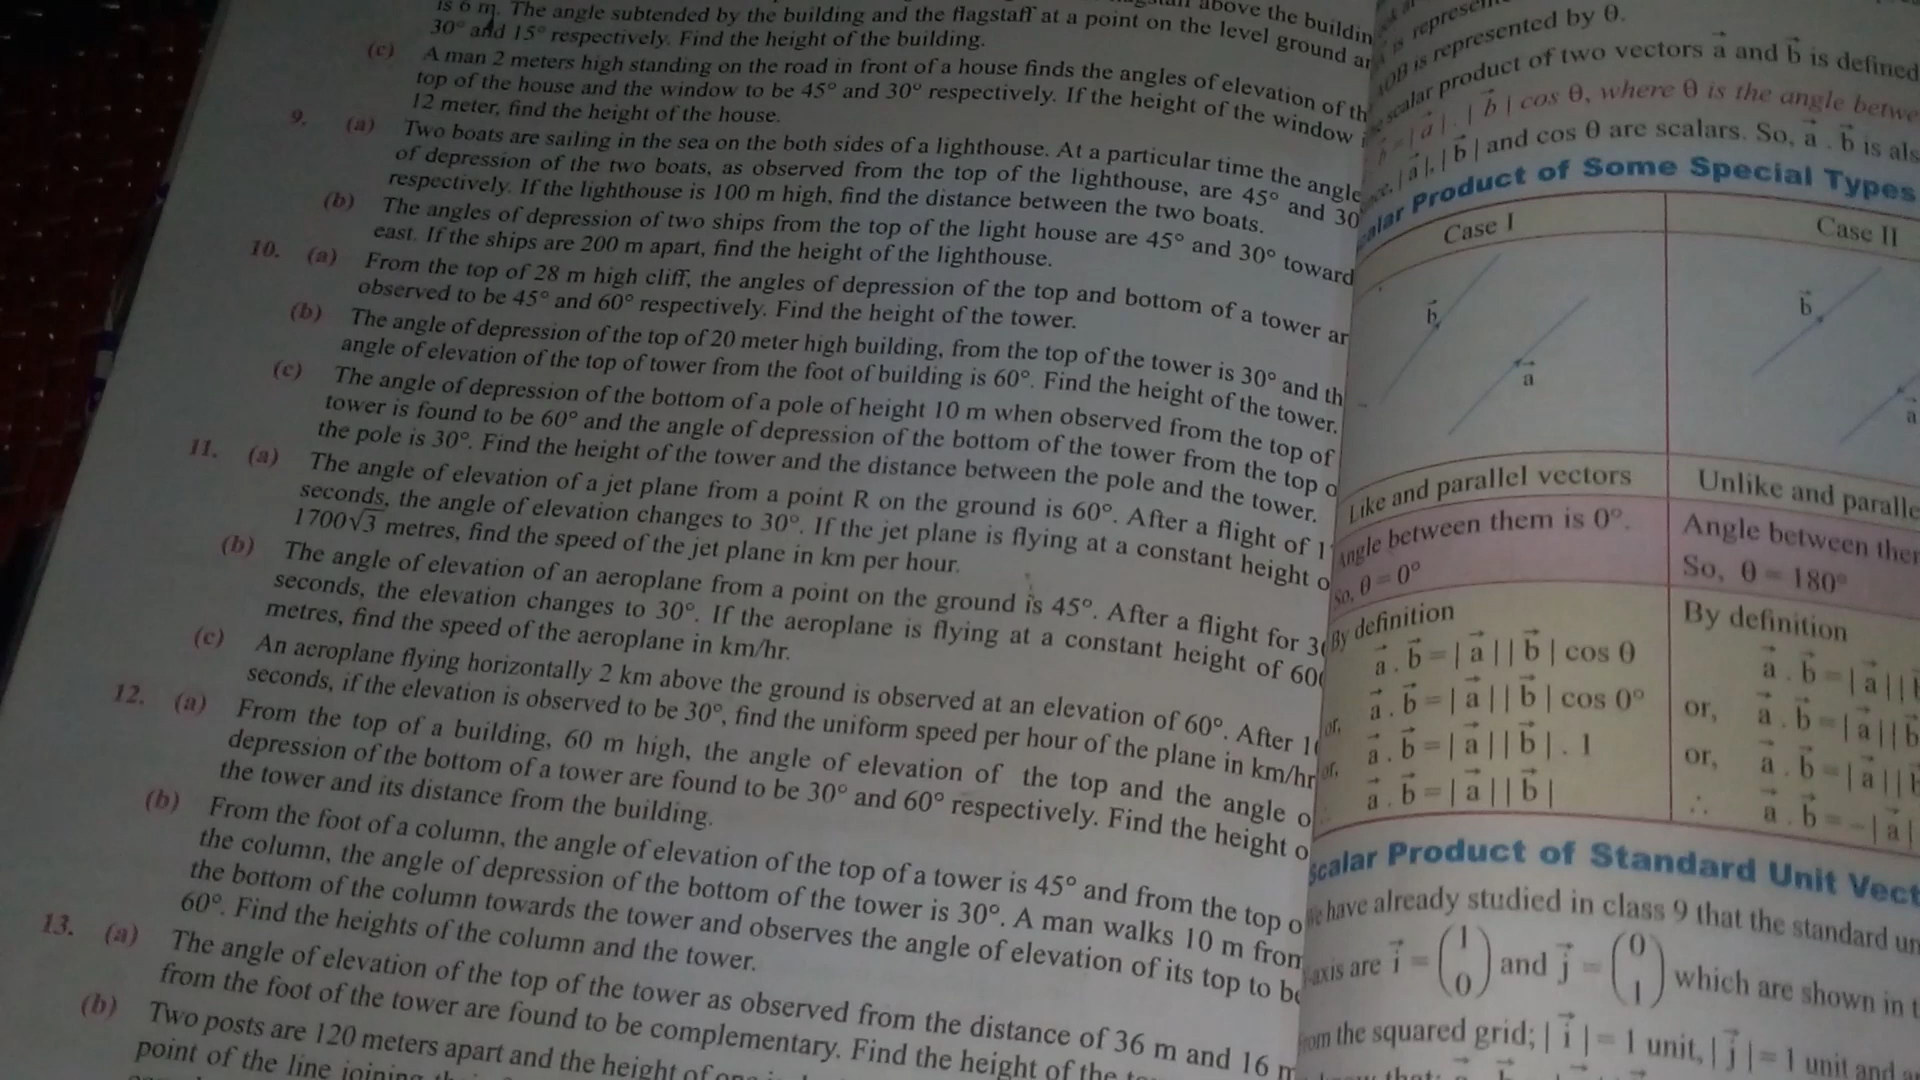 above the buildin
is 6 m. The angle subtended by the building and the flagstaff at a point on the level ground ar
30° and 15° respectively. Find the height of the building.
(c) A man 2 meters high standing on the road in front of a house finds the angles of elevation of th
top of the house and the window to be 45° and 30° respectively. If the height of the window
12 meter, find the height of the house.
9. (a) Two boats are sailing in the sea on the both sides of a lighthouse. At a particular time the angle
of depression of the two boats, as observed from the top of the lighthouse, are 45° and 30
respectively. If the lighthouse is 100 m high, find the distance between the two boats.
(b) The angles of depression of two ships from the top of the light house are 45° and 30° toward
east. If the ships are 200 m apart, find the height of the lighthouse.
10. (a) From the top of 28 m high cliff, the angles of depression of the top and bottom of a tower ar
observed to be 45° and 60° respectively. Find the height of the tower.
(b) The angle of depression of the top of 20 meter high building, from the top of the tower is 30° and th
angle of elevation of the top of tower from the foot of building is 60°. Find the height of the tower.
(c) The angle of depression of the bottom of a pole of height 10 m when observed from the top of
tower is found to be 60° and the angle of depression of the bottom of the tower from the top o
the pole is 30°. Find the height of the tower and the distance between the pole and the tower.
11. (a) The angle of elevation of a jet plane from a point R on the ground is 60°. After a flight of 1
seconds, the angle of elevation changes to 30°. If the jet plane is flying at a constant height o
1700√3 metres, find the speed of the jet plane in km per hour.
(b) The angle of elevation of an aeroplane from a point on the ground is 45°. After a flight for 3
seconds, the elevation changes to 30°. If the aeroplane is flying at a constant height of 60
metres, find the speed of the aeroplane in km/hr.
(c) An aeroplane flying horizontally 2 km above the ground is observed at an elevation of 60°. After 1
seconds, if the elevation is observed to be 30°, find the uniform speed per hour of the plane in km/hr
12. (a) From the top of a building, 60 m high, the angle of elevation of the top and the angle o
depression of the bottom of a tower are found to be 30° and 60° respectively. Find the height o
the tower and its distance from the building.
(b) From the foot of a column, the angle of elevation of the top of a tower is 45° and from the top o
the column, the angle of depression of the bottom of the tower is 30°. A man walks 10 m from
the bottom of the column towards the tower and observes the angle of elevation of its top to be
60°. Find the heights of the column and the tower.
13. (a) The angle of elevation of the top of the tower as observed from the distance of 36 m and 16 m
from the foot of the tower are found to be complementary. Find the height of the
(b) Two posts are 120 meters apart and the height of
point of the line joining
is represented by θ.
scalar product of two vectors a⃗ and b⃗ is defined
|a⃗| . |b⃗| cos θ, where θ is the angle betwe
|a⃗|, |b⃗| and cos θ are scalars. So, a⃗ . b⃗ is als
Product of Some Special Types
Case I
Case II
b⃗
a⃗
b⃗
a⃗
Like and parallel vectors
Unlike and paralle
Angle between them is 0°.
So, θ = 0°
Angle between ther
So, θ = 180°
By definition
a⃗ . b⃗ = |a⃗||b⃗| cos θ
or, a⃗ . b⃗ = |a⃗||b⃗| cos 0°
or, a⃗ . b⃗ = |a⃗||b⃗| . 1
a⃗ . b⃗ = |a⃗||b⃗|
By definition
a⃗ . b⃗ = |a⃗||
or, a⃗ . b⃗ = |a⃗||b
or, a⃗ . b⃗ = |a⃗||
∴ a⃗ . b⃗ = −|a⃗|
Scalar Product of Standard Unit Vect
We have already studied in class 9 that the standard un
axis are i⃗ = (1 0) and j⃗ = (0 1) which are shown in t
From the squared grid; |i⃗| = 1 unit, |j⃗| = 1 unit and